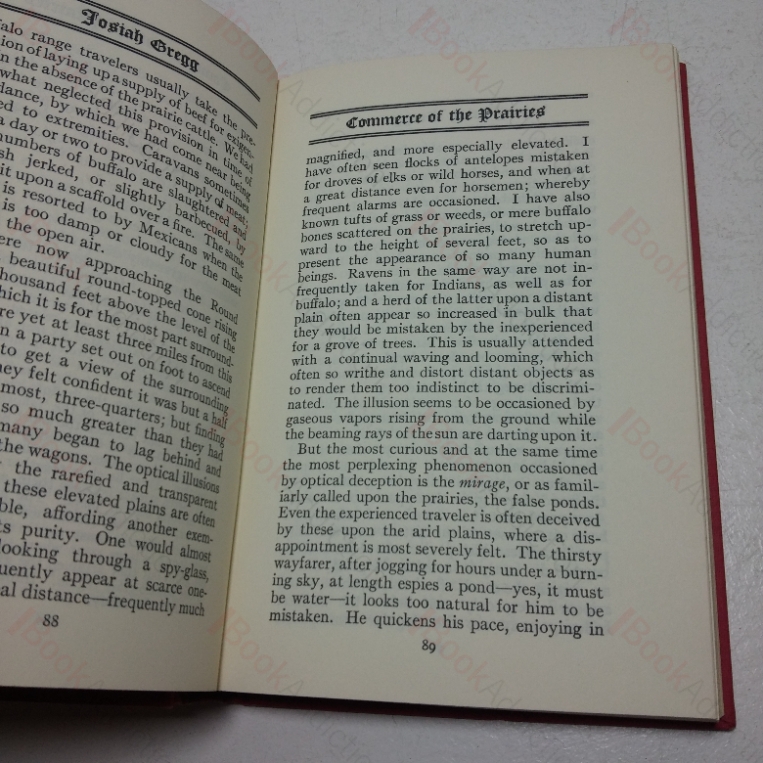 Josiah Gregg
alo range travelers usually take the pre-
ion of laying up a supply of beef for exigen-
n the absence of the prairie cattle. We had
what neglected this provision in time of
dance, by which we had come near being
ed to extremities. Caravans sometimes
a day or two to provide a supply of meat;
numbers of buffalo are slaughtered and
sh jerked, or slightly barbecued, by
it upon a scaffold over a fire. The same
is resorted to by Mexicans when the
is too damp or cloudy for the meat
the open air.
ere now approaching the Round
beautiful round-topped cone rising
housand feet above the level of the
hich it is for the most part surround-
re yet at least three miles from this
n a party set out on foot to ascend
to get a view of the surrounding
hey felt confident it was but a half
most, three-quarters; but finding
so much greater than they had
many began to lag behind and
the wagons. The optical illusions
the rarefied and transparent
these elevated plains are often
ble, affording another exem-
ts purity. One would almost
looking through a spy-glass,
quently appear at scarce one-
al distance—frequently much
88
Commerce of the Prairies
magnified, and more especially elevated. I
have often seen flocks of antelopes mistaken
for droves of elks or wild horses, and when at
a great distance even for horsemen; whereby
frequent alarms are occasioned. I have also
known tufts of grass or weeds, or mere buffalo
bones scattered on the prairies, to stretch up-
ward to the height of several feet, so as to
present the appearance of so many human
beings. Ravens in the same way are not in-
frequently taken for Indians, as well as for
buffalo; and a herd of the latter upon a distant
plain often appear so increased in bulk that
they would be mistaken by the inexperienced
for a grove of trees. This is usually attended
with a continual waving and looming, which
often so writhe and distort distant objects as
to render them too indistinct to be discrimi-
nated. The illusion seems to be occasioned by
gaseous vapors rising from the ground while
the beaming rays of the sun are darting upon it.
But the most curious and at the same time
the most perplexing phenomenon occasioned
by optical deception is the mirage, or as famil-
iarly called upon the prairies, the false ponds.
Even the experienced traveler is often deceived
by these upon the arid plains, where a dis-
appointment is most severely felt. The thirsty
wayfarer, after jogging for hours under a burn-
ing sky, at length espies a pond—yes, it must
be water—it looks too natural for him to be
mistaken. He quickens his pace, enjoying in
89